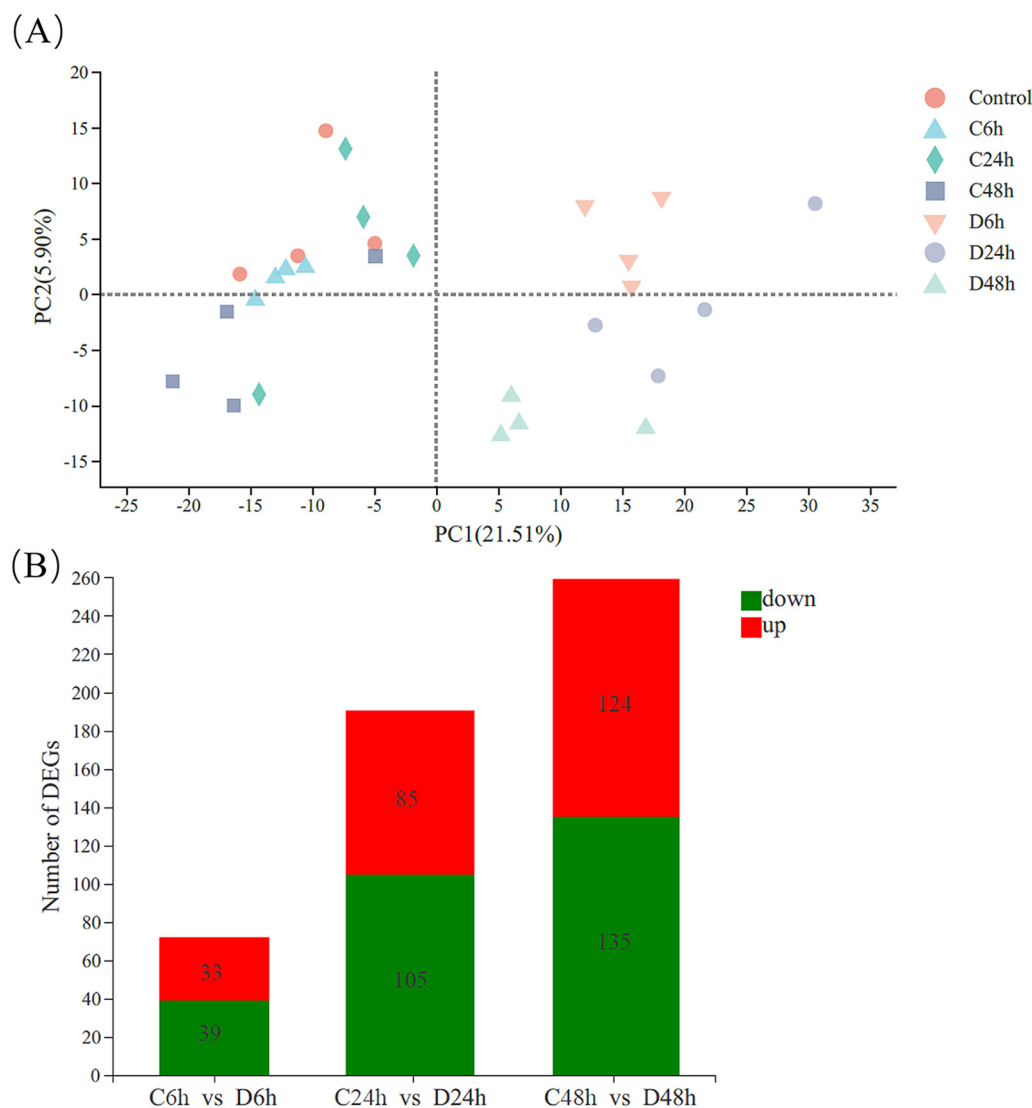 (A)
20
15
10
5
0
-5
-10
-15
PC2(5.90%)
-25 -20 -15 -10 -5 0 5 10 15 20 25 30 35
PC1(21.51%)
Control
C6h
C24h
C48h
D6h
D24h
D48h
(B)
260
240
220
200
180
160
140
120
100
80
60
40
20
0
Number of DEGs
down
up
33
39
85
105
124
135
C6h vs D6h
C24h vs D24h
C48h vs D48h